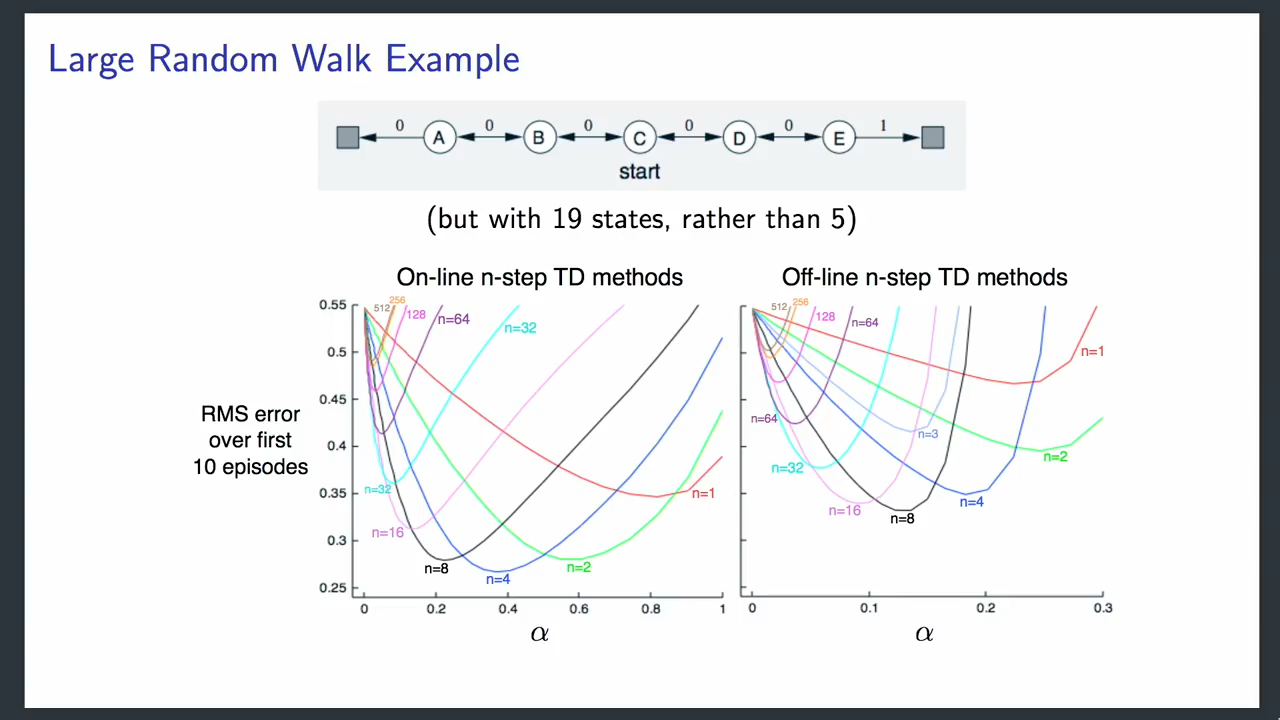 Large Random Walk Example
0 0 0 0 0 1
A B C D E
start
(but with 19 states, rather than 5)
On-line n-step TD methods
RMS error
over first
10 episodes
0.55
0.5
0.45
0.4
0.35
0.3
0.25
512
256
128
n=64
n=32
n=32
n=16
n=8
n=4
n=2
n=1
0 0.2 0.4 0.6 0.8 1
α
Off-line n-step TD methods
512
256
128
n=64
n=1
n=64
n=3
n=2
n=32
n=4
n=16
n=8
0 0.1 0.2 0.3
α